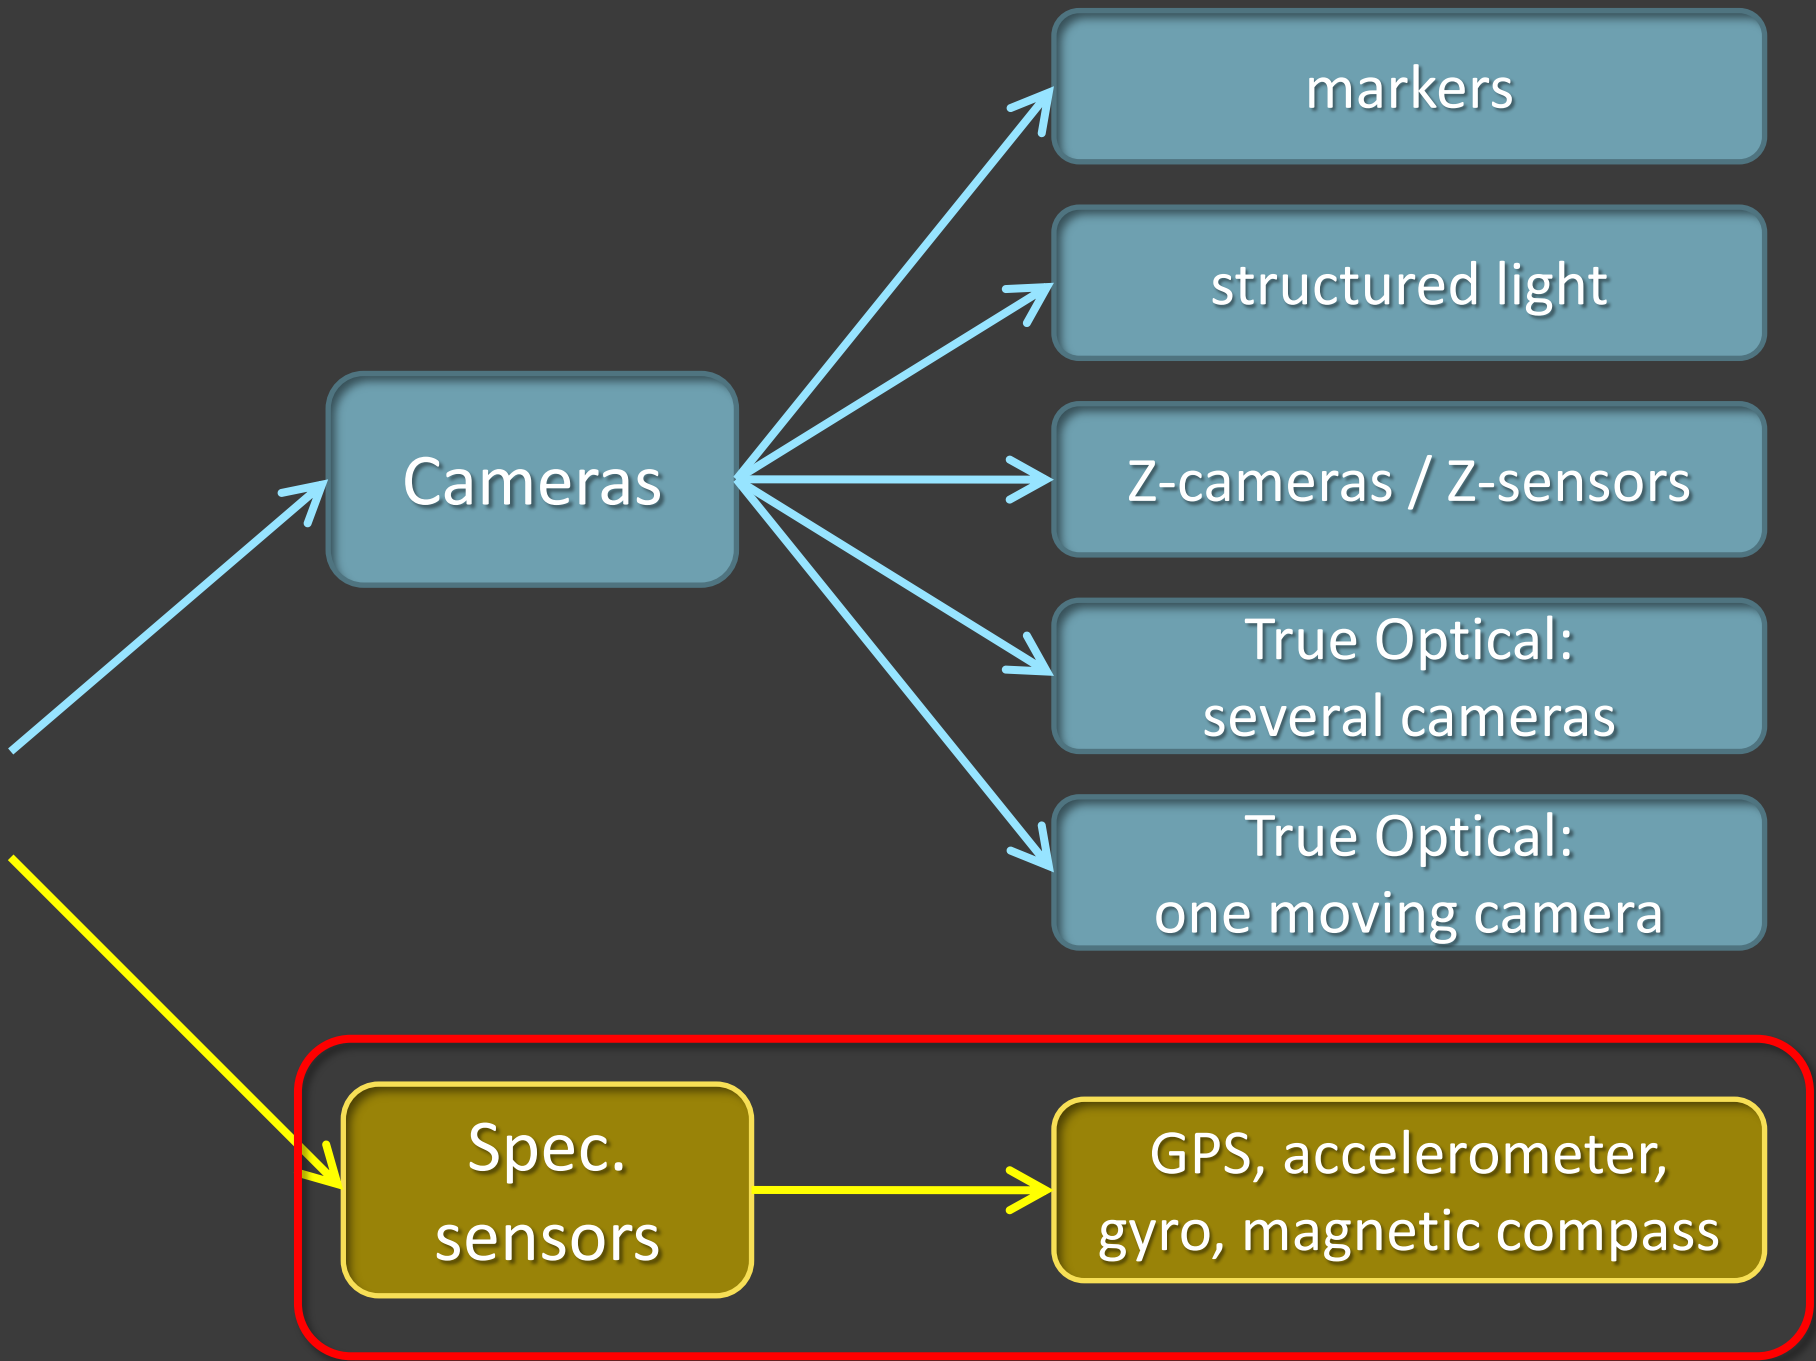 markers
structured light
Cameras
Z-cameras / Z-sensors
True Optical:
several cameras
True Optical:
one moving camera
Spec.
sensors
GPS, accelerometer,
gyro, magnetic compass